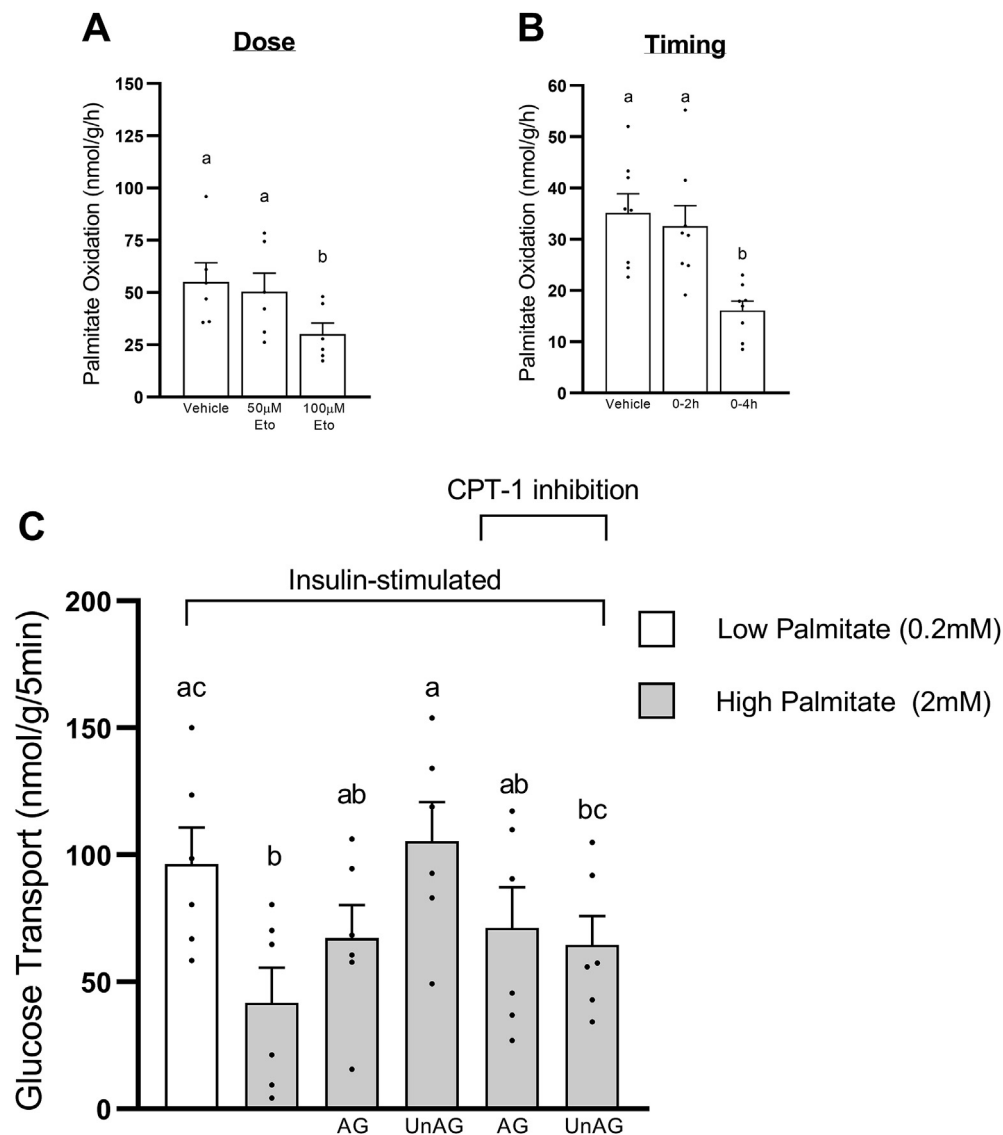 A
Dose
Palmitate Oxidation (nmol/g/h)
150
125
100
75
50
25
0
a
a
b
Vehicle
50µM
Eto
100µM
Eto
B
Timing
Palmitate Oxidation (nmol/g/h)
60
50
40
30
20
10
0
a
a
b
Vehicle
0-2h
0-4h
C
CPT-1 inhibition
Insulin-stimulated
Glucose Transport (nmol/g/5min)
200
150
100
50
0
ac
b
ab
a
ab
bc
AG
UnAG
AG
UnAG
Low Palmitate (0.2mM)
High Palmitate (2mM)